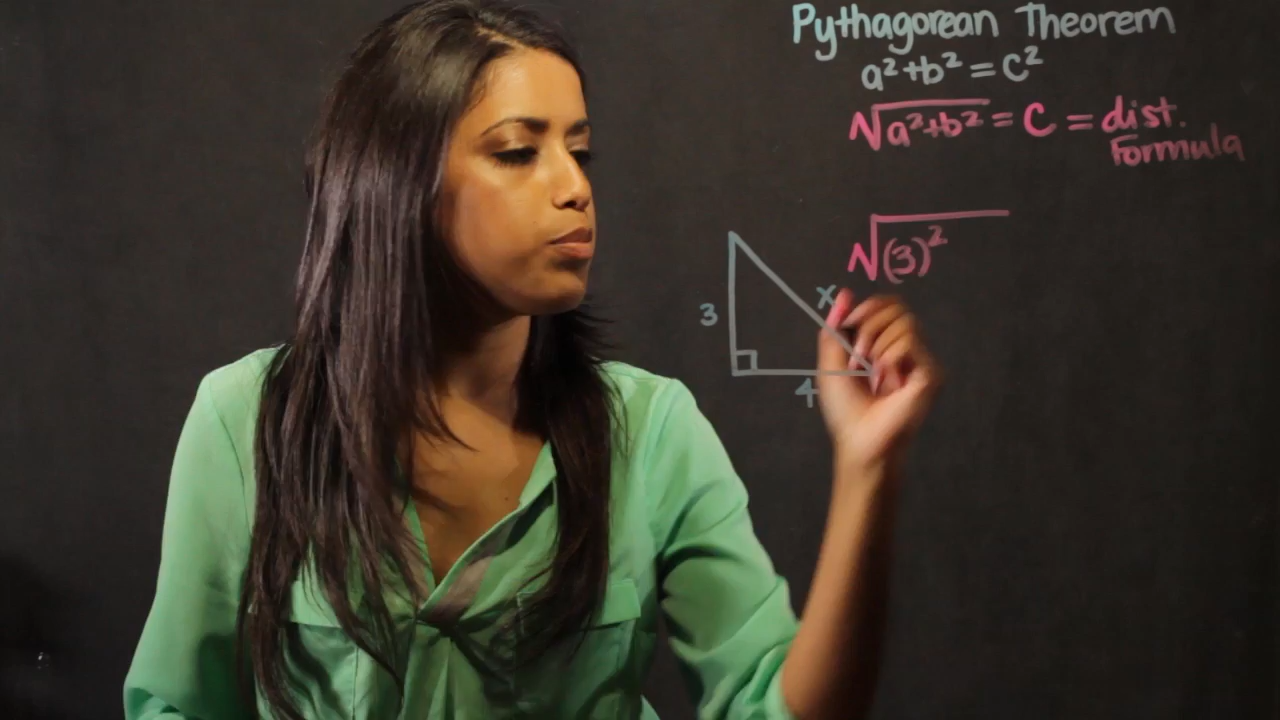 Pythagorean Theorem
a²+b² = c²
√a²+b² = C = dist.
Formula
√(3)²
x
3
4